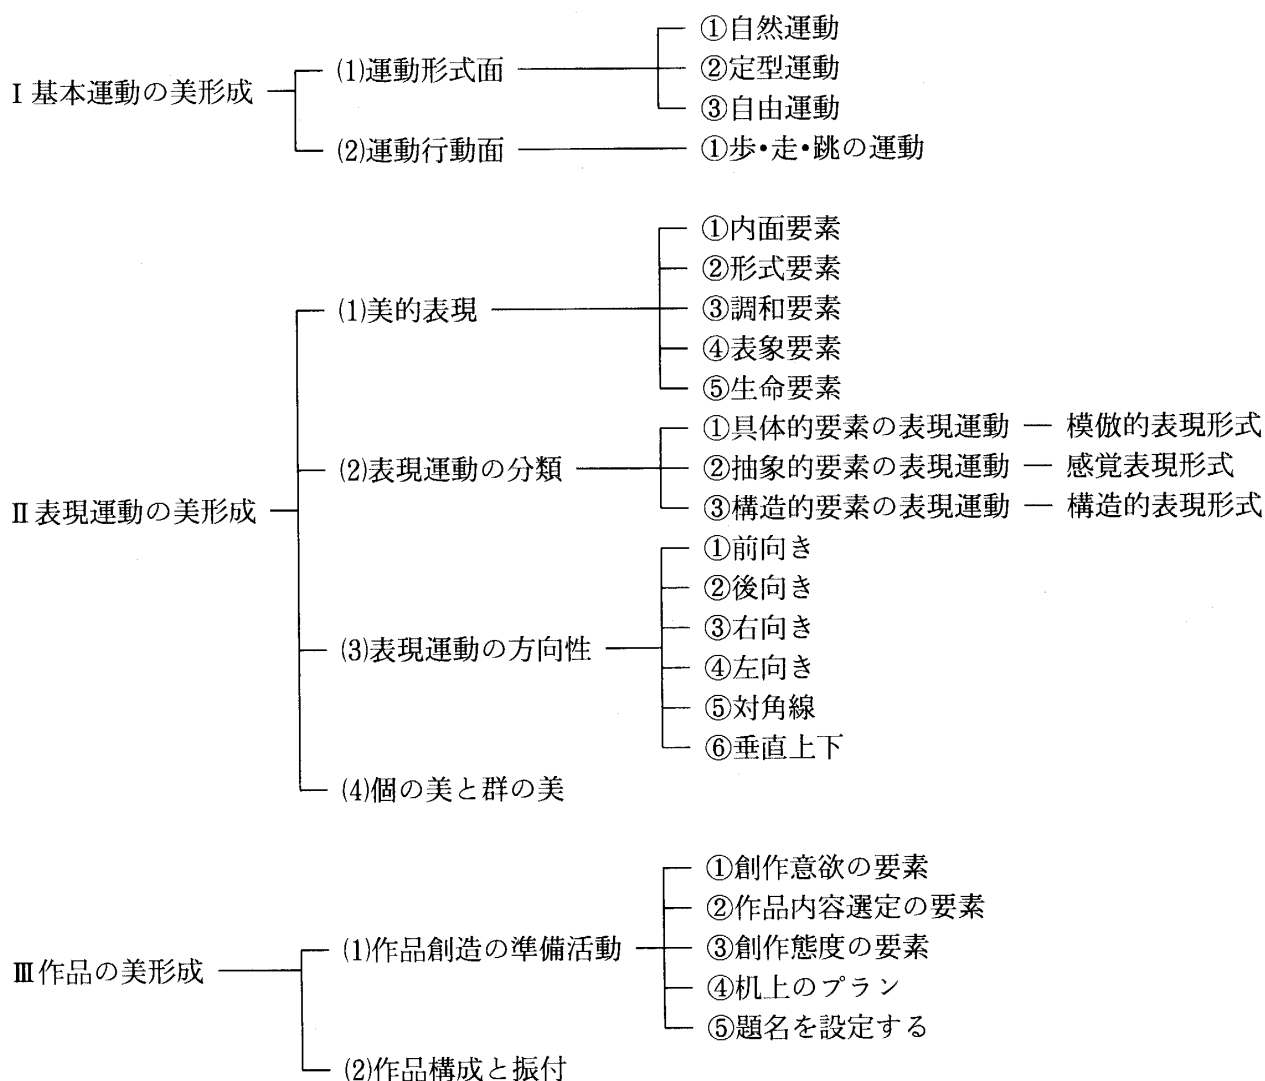 Ⅰ基本運動の美形成
(1)運動形式面
①自然運動
②定型運動
③自由運動
(2)運動行動面
①歩・走・跳の運動
Ⅱ表現運動の美形成
(1)美的表現
①内面要素
②形式要素
③調和要素
④表象要素
⑤生命要素
(2)表現運動の分類
①具体的要素の表現運動 ― 模倣的表現形式
②抽象的要素の表現運動 ― 感覚表現形式
③構造的要素の表現運動 ― 構造的表現形式
(3)表現運動の方向性
①前向き
②後向き
③右向き
④左向き
⑤対角線
⑥垂直上下
(4)個の美と群の美
Ⅲ作品の美形成
(1)作品創造の準備活動
①創作意欲の要素
②作品内容選定の要素
③創作態度の要素
④机上のプラン
⑤題名を設定する
(2)作品構成と振付